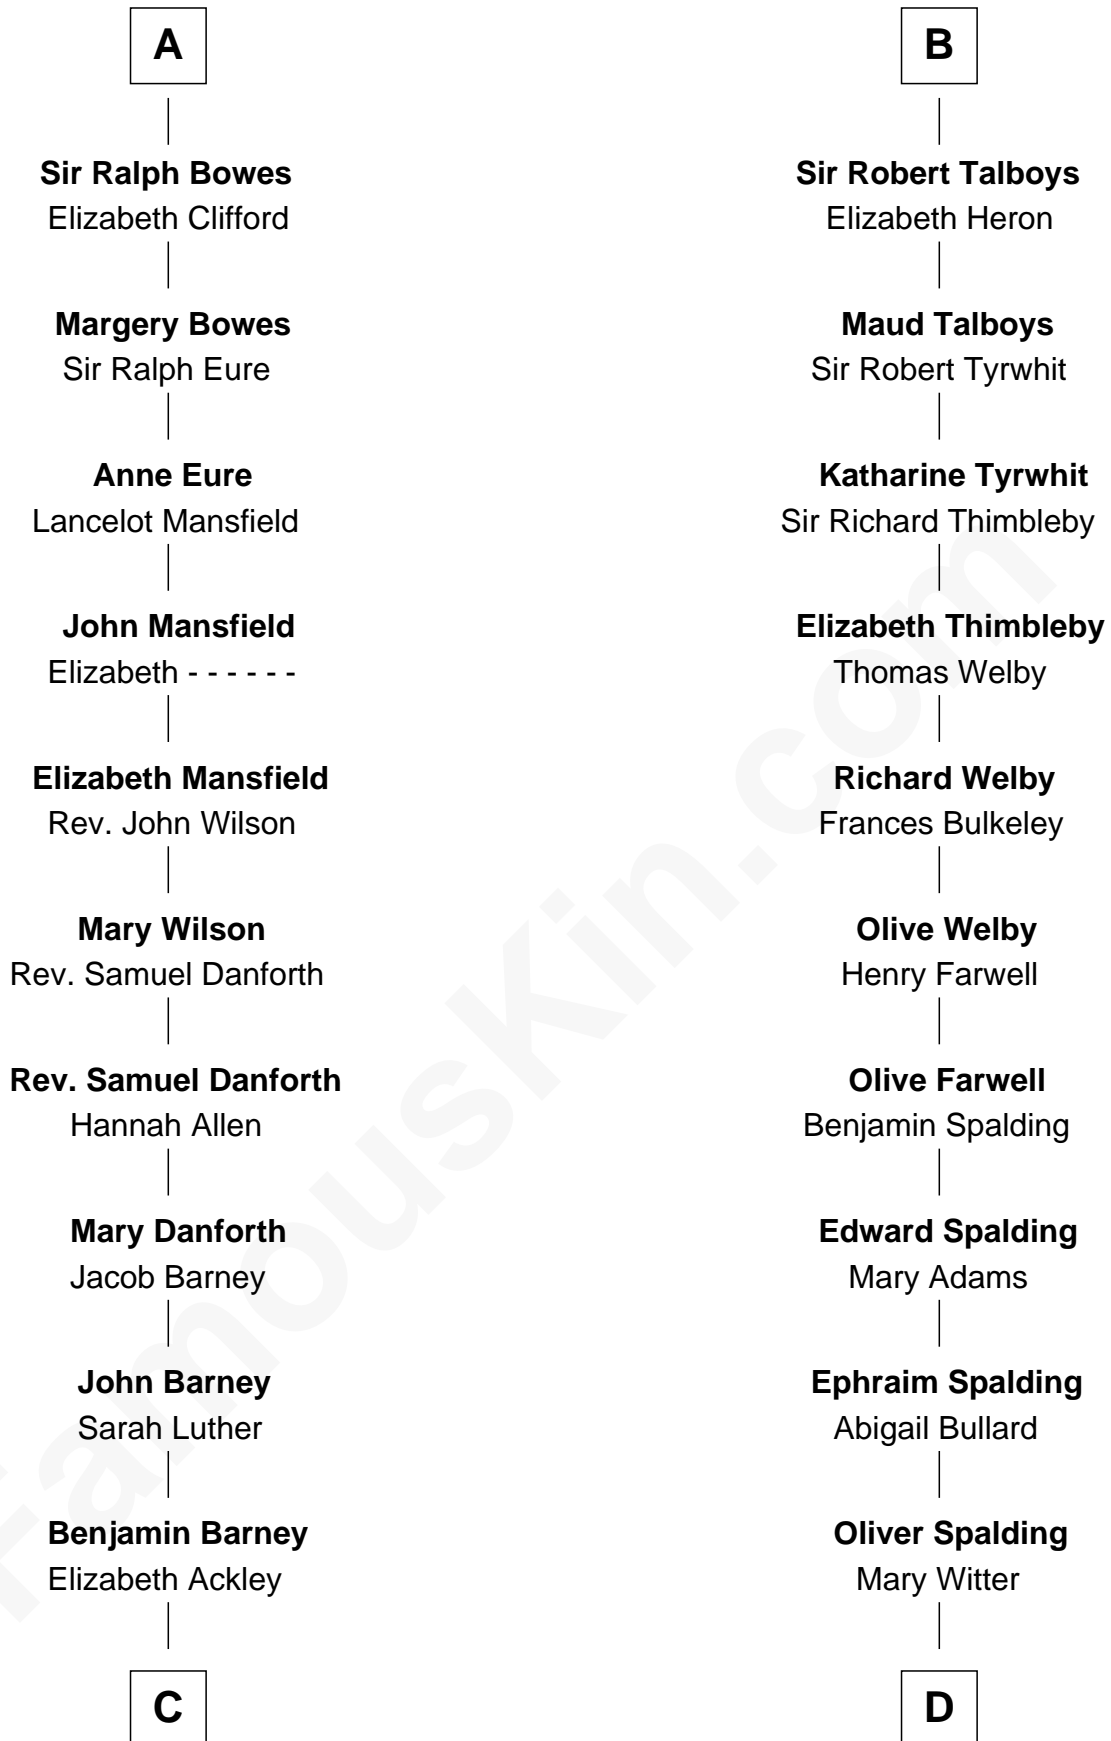 A
Sir Ralph Bowes
Elizabeth Clifford
Margery Bowes
Sir Ralph Eure
Anne Eure
Lancelot Mansfield
John Mansfield
Elizabeth - - - - - -
Elizabeth Mansfield
Rev. John Wilson
Mary Wilson
Rev. Samuel Danforth
Rev. Samuel Danforth
Hannah Allen
Mary Danforth
Jacob Barney
John Barney
Sarah Luther
Benjamin Barney
Elizabeth Ackley
C
B
Sir Robert Talboys
Elizabeth Heron
Maud Talboys
Sir Robert Tyrwhit
Katharine Tyrwhit
Sir Richard Thimbleby
Elizabeth Thimbleby
Thomas Welby
Richard Welby
Frances Bulkeley
Olive Welby
Henry Farwell
Olive Farwell
Benjamin Spalding
Edward Spalding
Mary Adams
Ephraim Spalding
Abigail Bullard
Oliver Spalding
Mary Witter
D
FamousKin.com